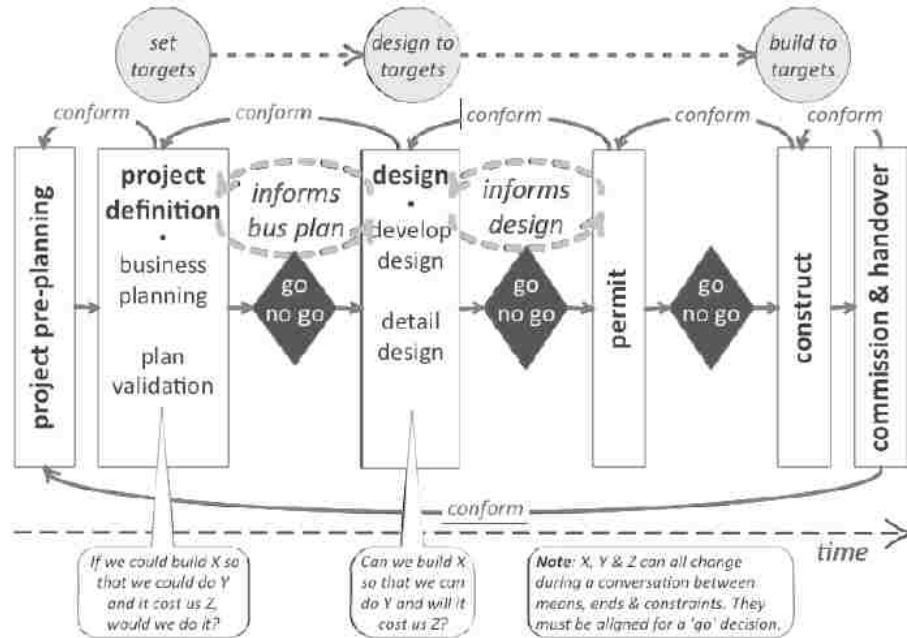 set
targets
design to
targets
build to
targets
conform
conform
conform
conform
conform
project pre-planning
project
definition
•
business
planning
plan
validation
informs
bus plan
go
no go
design
•
develop
design
detail
design
informs
design
go
no go
permit
go
no go
construct
commission & handover
conform
time
If we could build X so
that we could do Y
and it cost us Z,
would we do it?
Can we build X
so that we can
do Y and will it
cost us Z?
Note: X, Y & Z can all change
during a conversation between
means, ends & constraints. They
must be aligned for a 'go' decision.